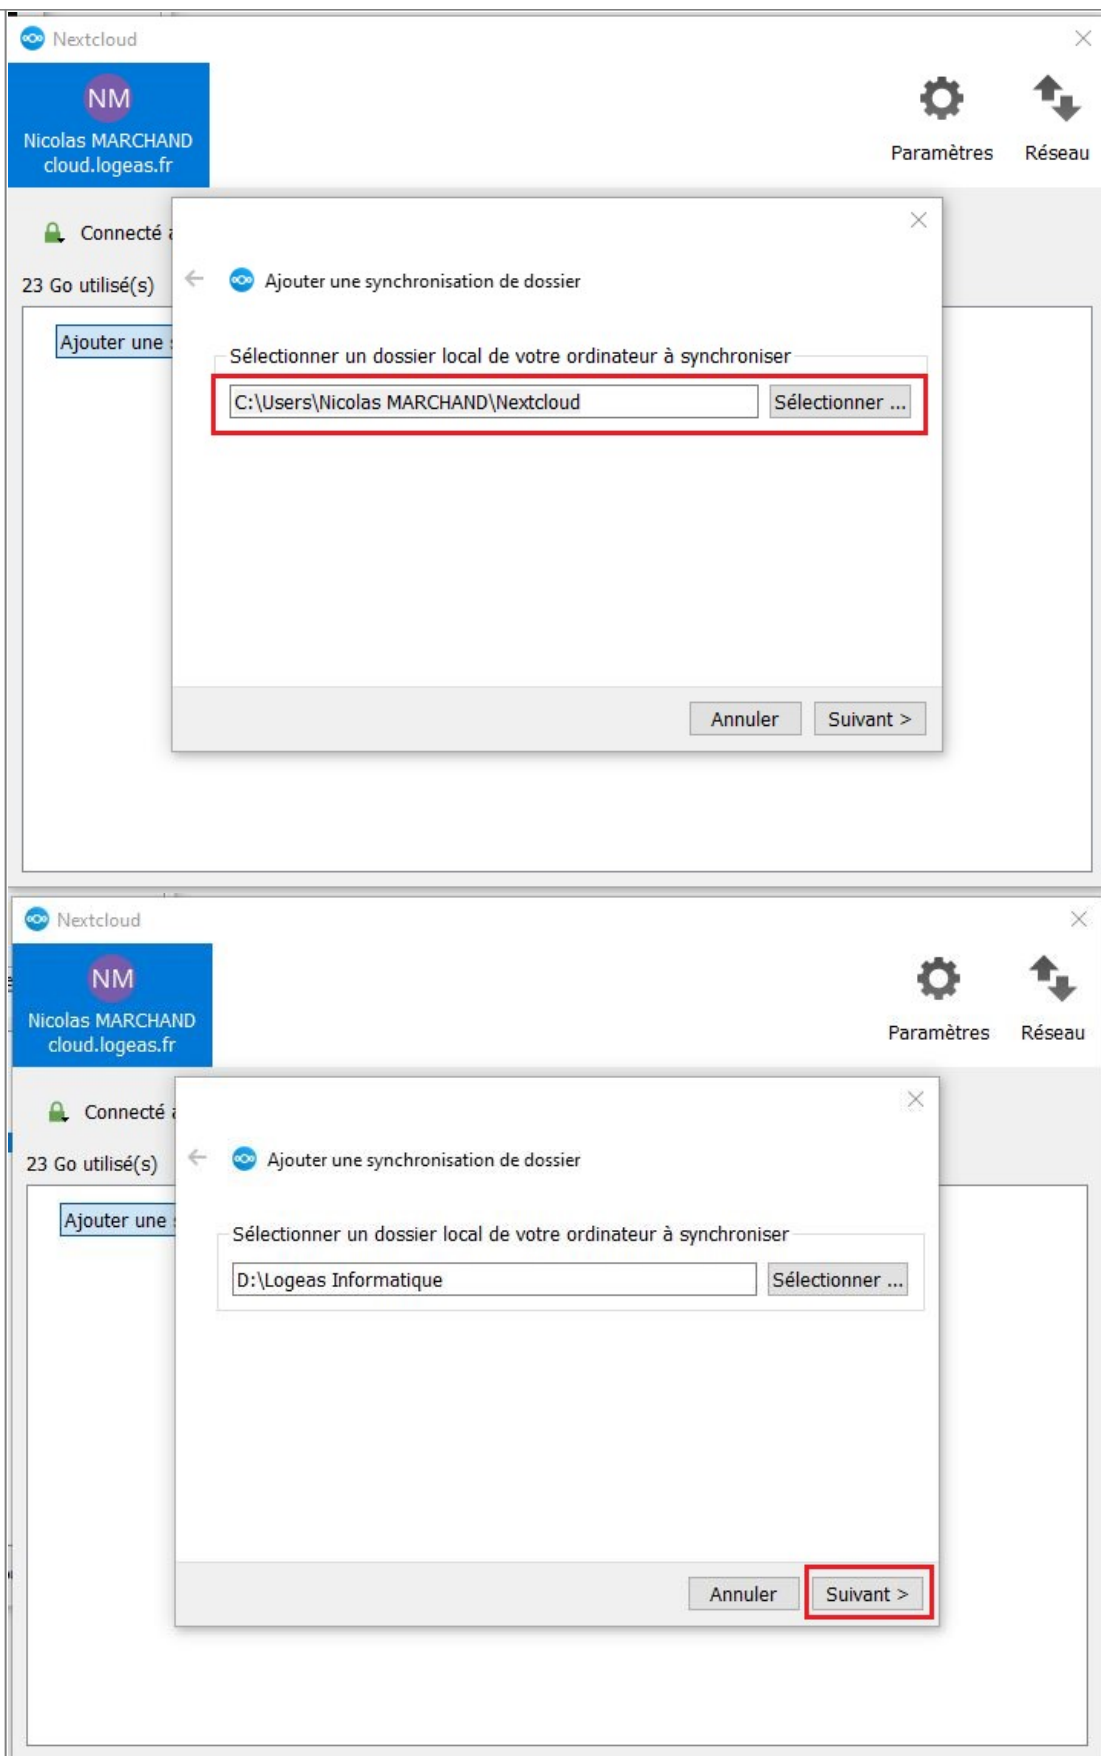 Nextcloud
NM
Nicolas MARCHAND
cloud.logeas.fr
Paramètres
Réseau
Connecté
23 Go utilisé(s)
Ajouter une
Ajouter une synchronisation de dossier
Sélectionner un dossier local de votre ordinateur à synchroniser
C:\Users\Nicolas MARCHAND\Nextcloud
Sélectionner ...
Annuler
Suivant >
Nextcloud
NM
Nicolas MARCHAND
cloud.logeas.fr
Paramètres
Réseau
Connecté
23 Go utilisé(s)
Ajouter une
Ajouter une synchronisation de dossier
Sélectionner un dossier local de votre ordinateur à synchroniser
D:\Logeas Informatique
Sélectionner ...
Annuler
Suivant >